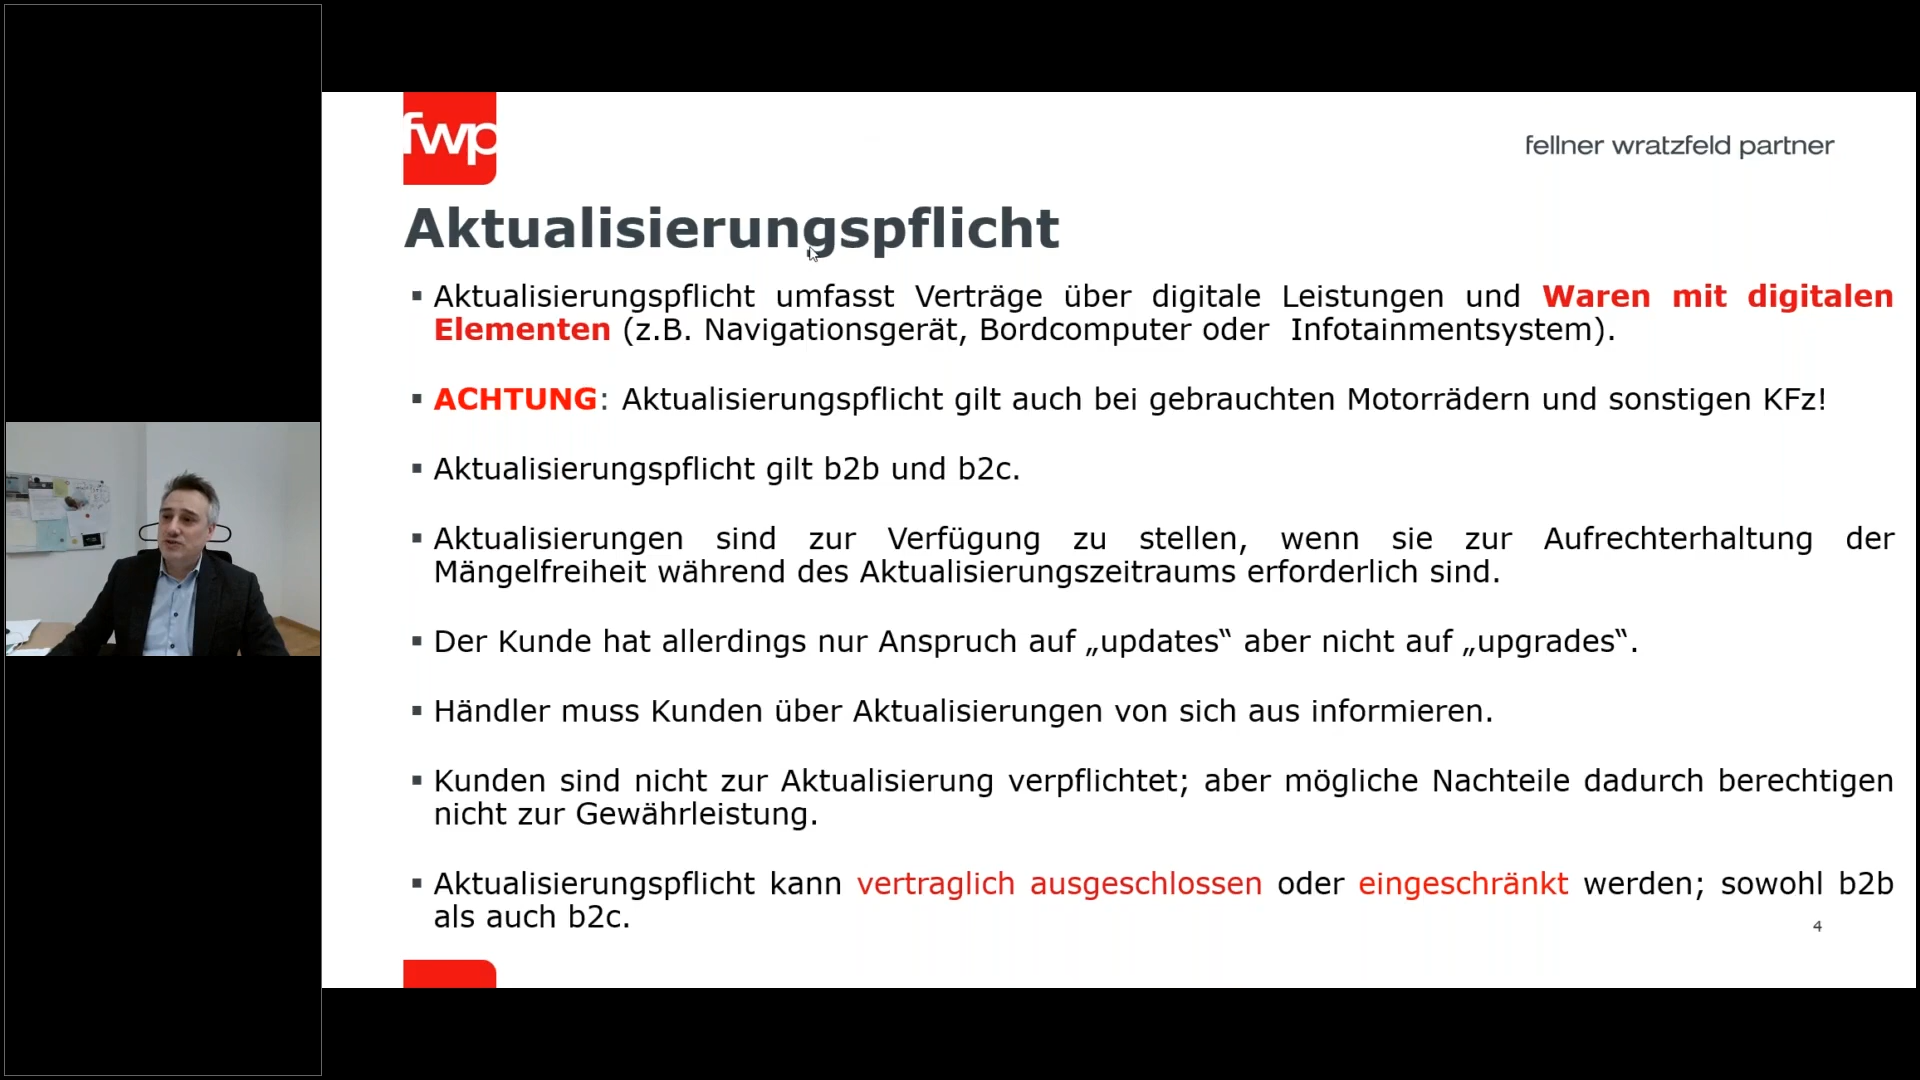 fwp
fellner wratzfeld partner
Aktualisierungspflicht
▪ Aktualisierungspflicht umfasst Verträge über digitale Leistungen und Waren mit digitalen
Elementen (z.B. Navigationsgerät, Bordcomputer oder Infotainmentsystem).
▪ ACHTUNG: Aktualisierungspflicht gilt auch bei gebrauchten Motorrädern und sonstigen KFz!
▪ Aktualisierungspflicht gilt b2b und b2c.
▪ Aktualisierungen sind zur Verfügung zu stellen, wenn sie zur Aufrechterhaltung der
Mängelfreiheit während des Aktualisierungszeitraums erforderlich sind.
▪ Der Kunde hat allerdings nur Anspruch auf „updates“ aber nicht auf „upgrades“.
▪ Händler muss Kunden über Aktualisierungen von sich aus informieren.
▪ Kunden sind nicht zur Aktualisierung verpflichtet; aber mögliche Nachteile dadurch berechtigen
nicht zur Gewährleistung.
▪ Aktualisierungspflicht kann vertraglich ausgeschlossen oder eingeschränkt werden; sowohl b2b
als auch b2c.
4